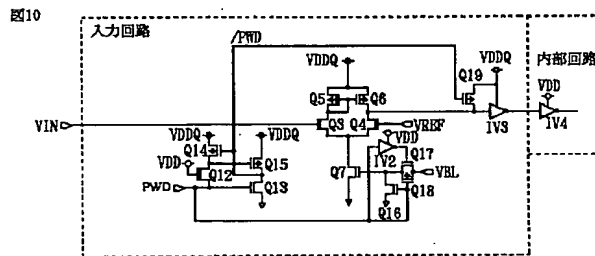 図10
入力回路
/PWD
VDDQ
Q19
VDDQ
内部回路
VDD
Q5
Q6
IV3
IV4
VIN
Q3
Q4
VREF
VDDQ
VDDQ
VDD
Q14
IV2
Q17
VDD
Q15
Q12
Q7
VBL
PWD
Q13
Q18
Q16